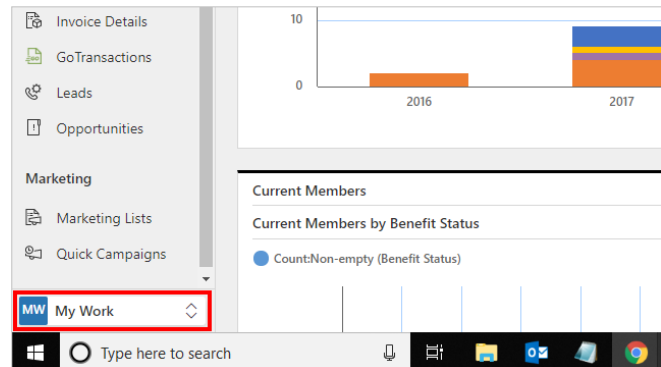 Invoice Details
GoTransactions
Leads
Opportunities
Marketing
Marketing Lists
Quick Campaigns
MW My Work
10
0
2016 2017
Current Members
Current Members by Benefit Status
Count:Non-empty (Benefit Status)
Type here to search